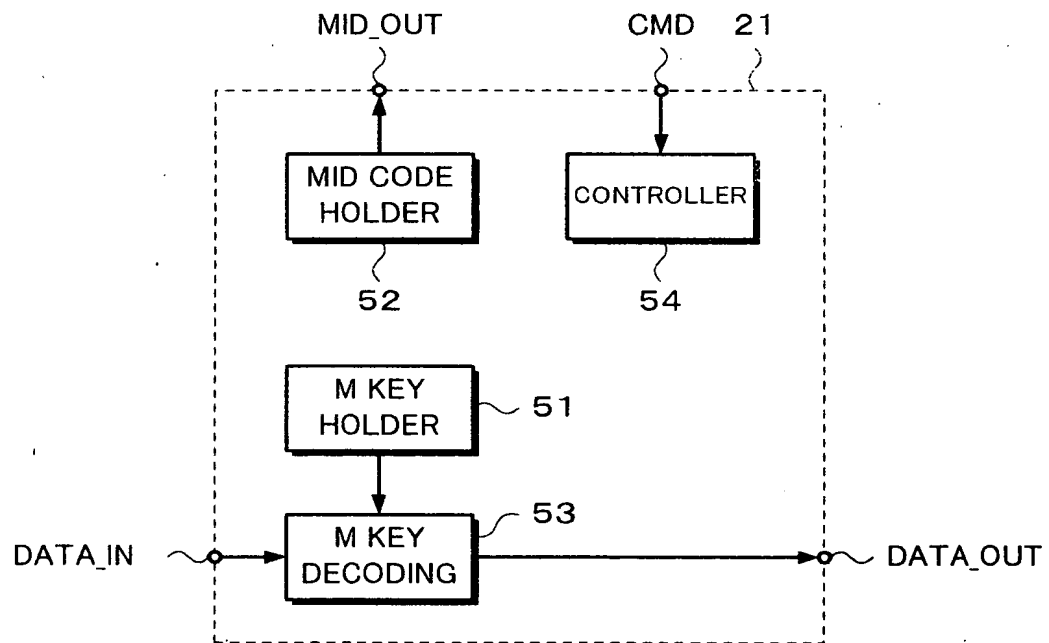 MID_OUT
CMD
21
MID CODE
HOLDER
CONTROLLER
52
54
M KEY
HOLDER
51
DATA_IN
M KEY
DECODING
53
DATA_OUT